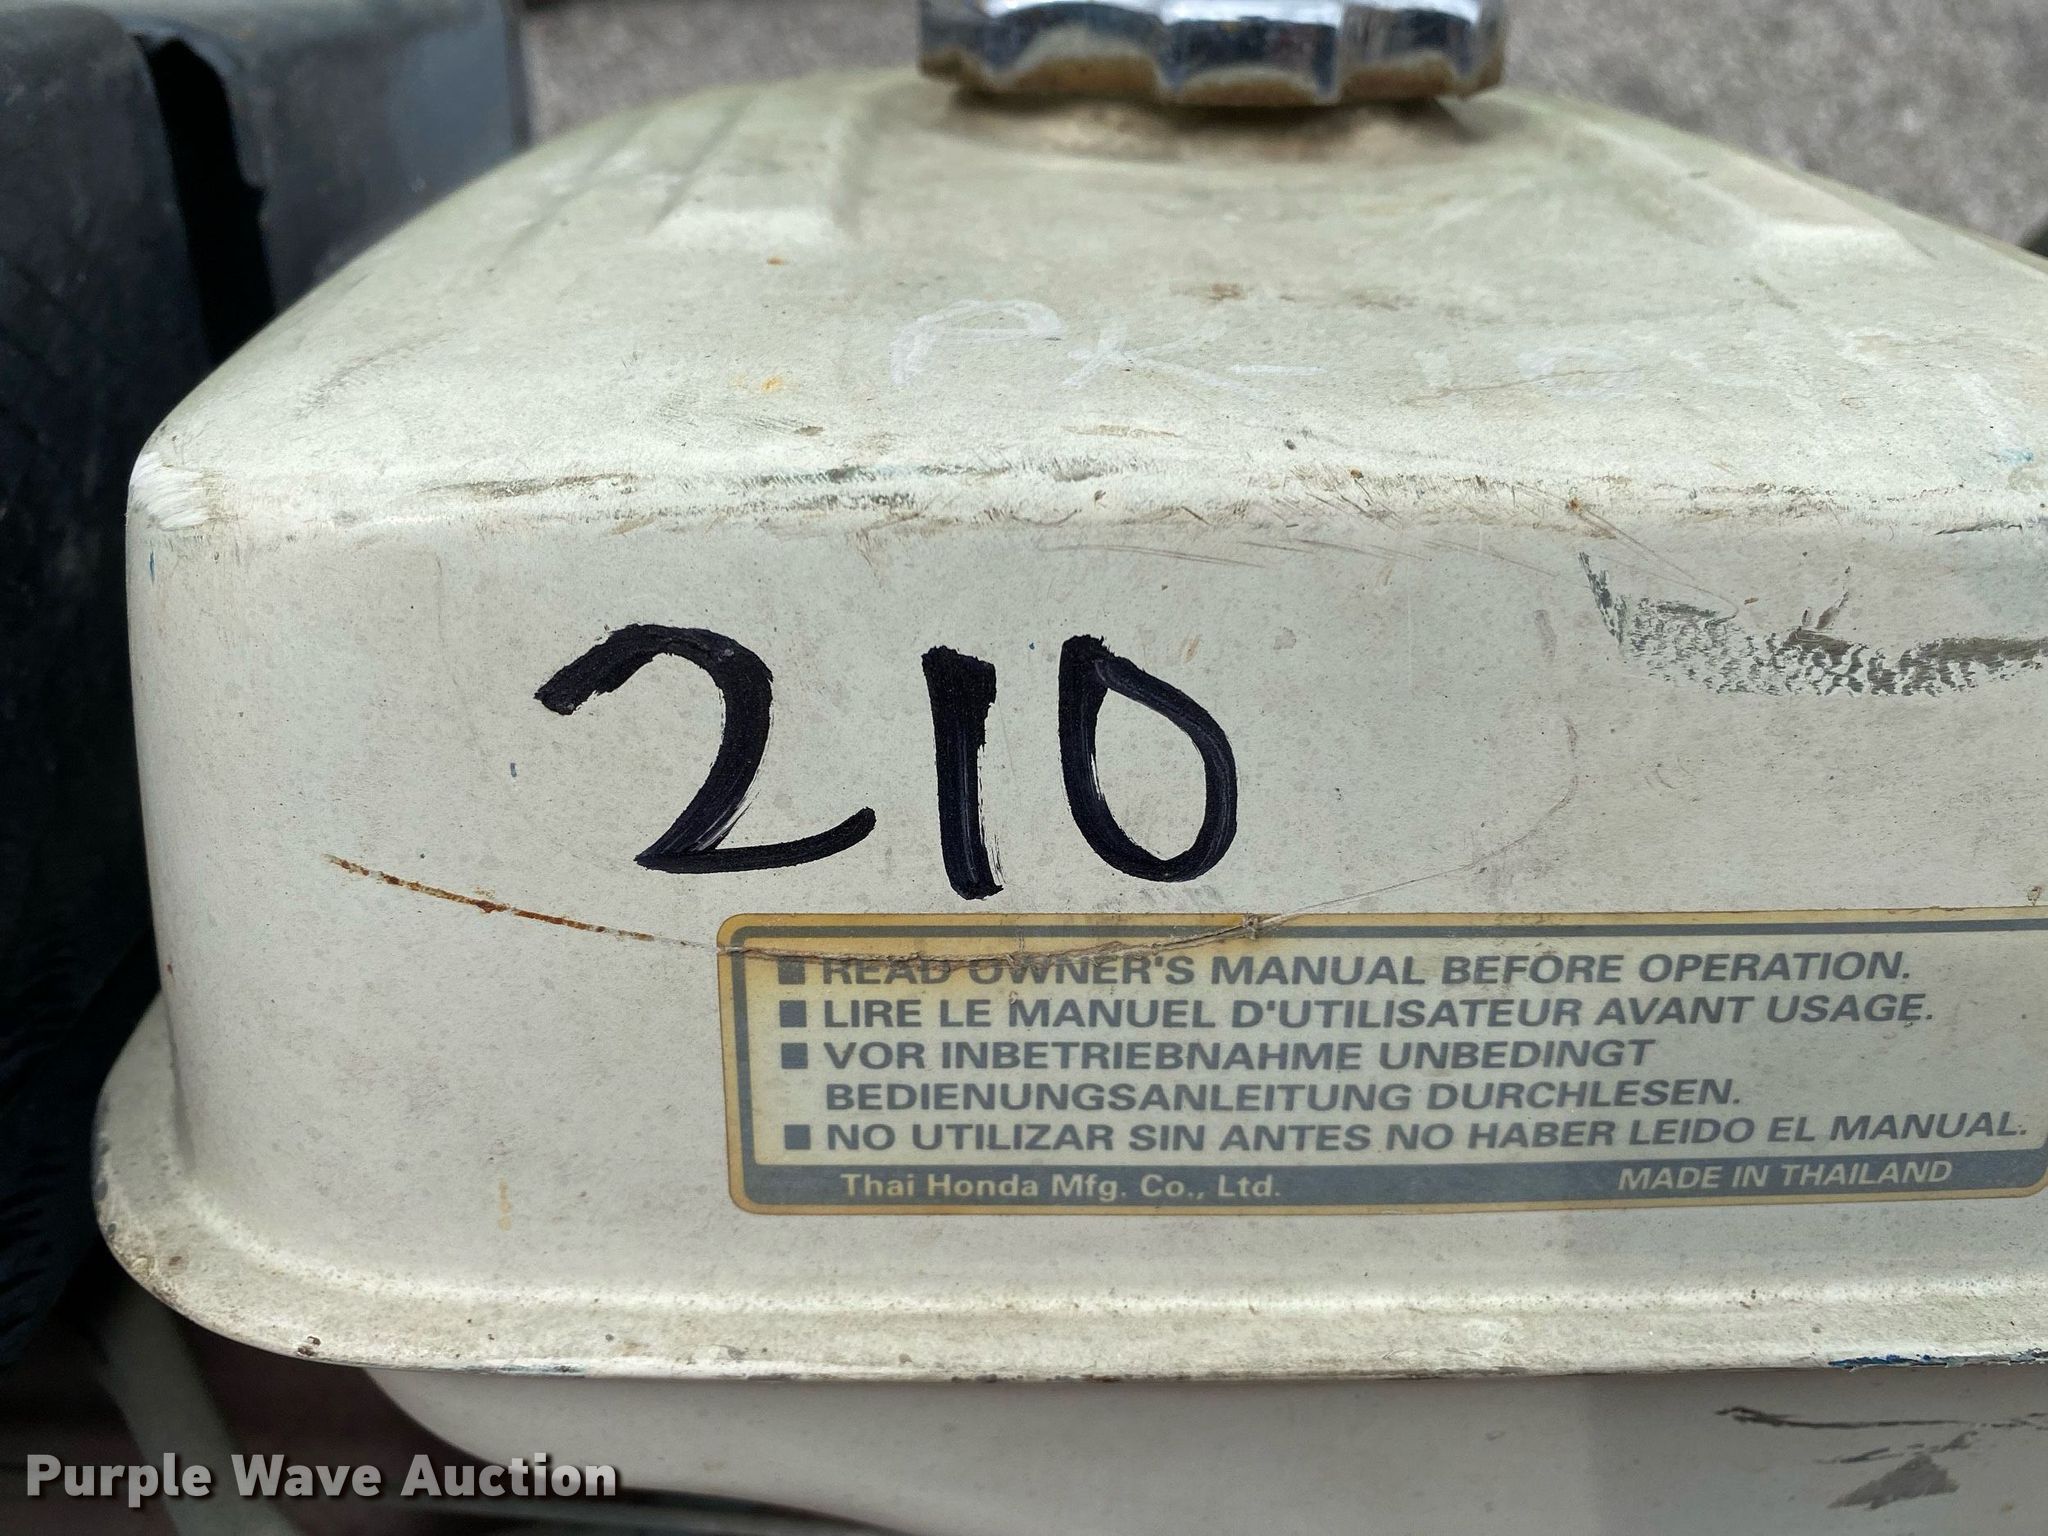 PK-
210
■ READ OWNER'S MANUAL BEFORE OPERATION.
■ LIRE LE MANUEL D'UTILISATEUR AVANT USAGE.
■ VOR INBETRIEBNAHME UNBEDINGT
BEDIENUNGSANLEITUNG DURCHLESEN.
■ NO UTILIZAR SIN ANTES NO HABER LEIDO EL MANUAL.
Thai Honda Mfg. Co., Ltd. MADE IN THAILAND
Purple Wave Auction